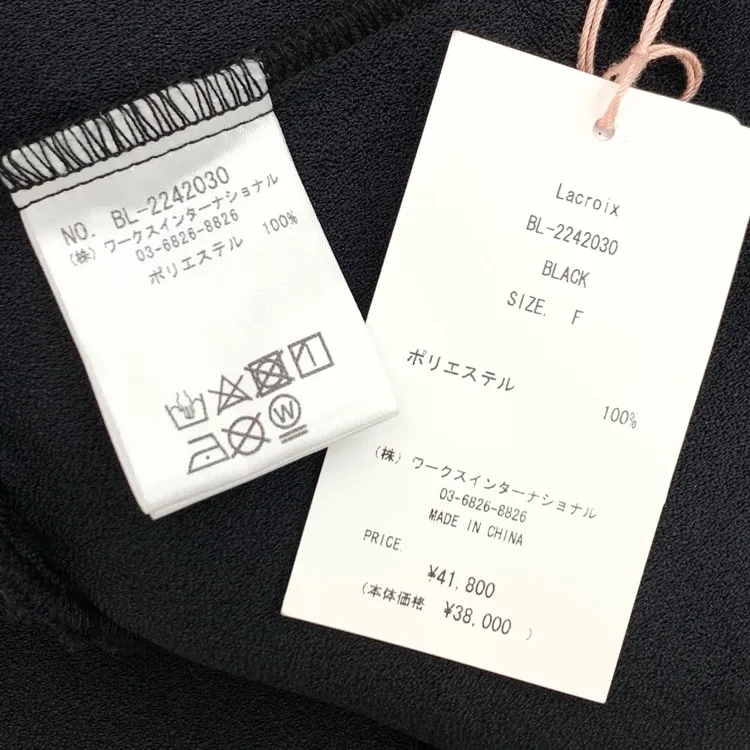 NO. BL-2242030
(株) ワークスインターナショナル
03-6826-8826
ポリエステル 100%
W
Lacroix
BL-2242030
BLACK
SIZE. F
ポリエステル 100%
(株) ワークスインターナショナル
03-6826-8826
MADE IN CHINA
PRICE.
¥41,800
(本体価格 ¥38,000 )